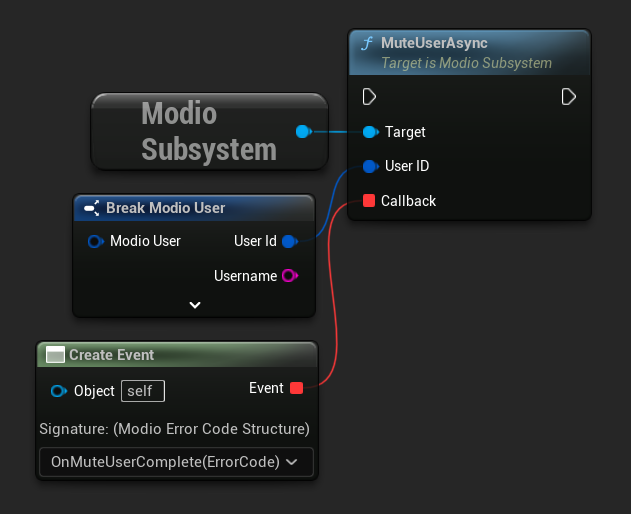 MuteUserAsync
Target is Modio Subsystem
Modio
Subsystem
Target
User ID
Callback
Break Modio User
Modio User
User Id
Username
Create Event
Object
self
Event
Signature: (Modio Error Code Structure)
OnMuteUserComplete(ErrorCode)